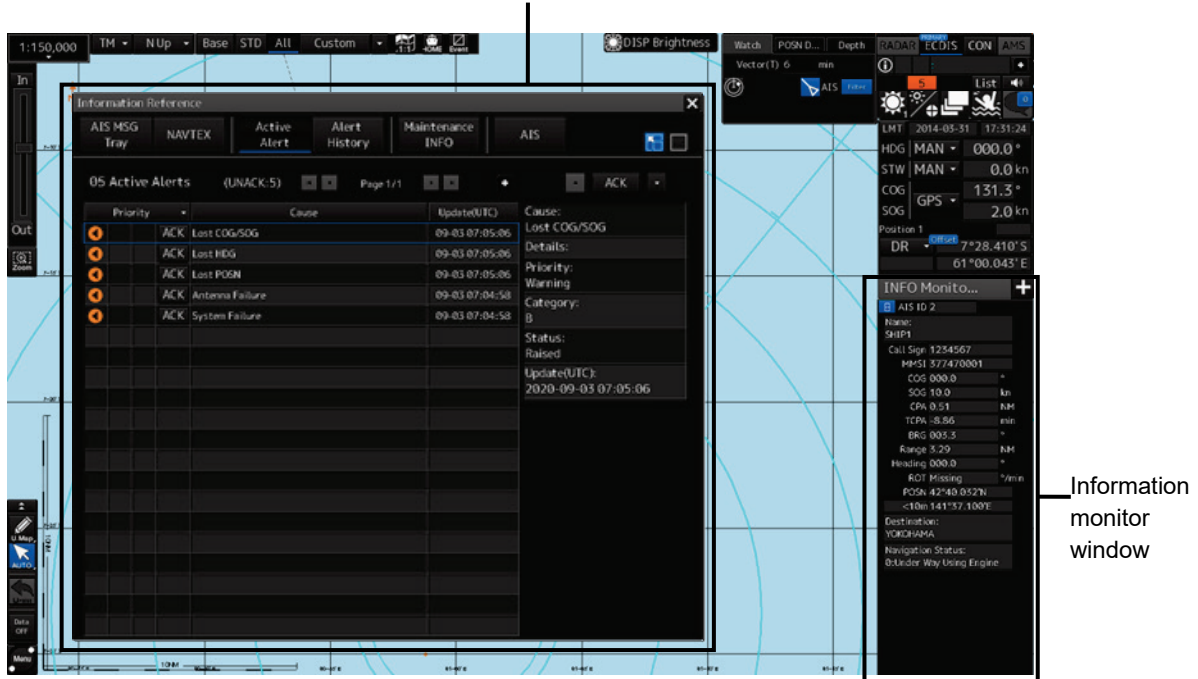 1:150,000
TM
N Up
Base STD All Custom
1:1
HOME
Event
DISP Brightness
Watch POSN D... Depth
Vector(T) 6 min
AIS Filter
RADAR ECDIS CON AMS
PRIMARY
5
List
LMT 2014-03-31 17:31:24
HDG MAN 000.0 °
STW MAN 0.0 kn
COG 131.3 °
GPS
SOG 2.0 kn
Position 1
DR Offset 7°28.410'S
61°00.043'E
In
Out
Zoom
Information Reference
AIS MSG Tray
NAVTEX
Active Alert
Alert History
Maintenance INFO
AIS
05 Active Alerts (UNACK:5) Page 1/1 ACK
Priority Cause Update(UTC)
ACK Lost COG/SOG 09-03 07:05:06
ACK Lost HDG 09-03 07:05:06
ACK Lost POSN 09-03 07:05:06
ACK Antenna Failure 09-03 07:04:58
ACK System Failure 09-03 07:04:58
Cause:
Lost COG/SOG
Details:
Priority:
Warning
Category:
B
Status:
Raised
Update(UTC):
2020-09-03 07:05:06
INFO Monito...
B AIS ID 2
Name:
SHIP1
Call Sign 1234567
MMSI 377470001
COG 000.0 °
SOG 10.0 kn
CPA 0.51 NM
TCPA -8.86 min
BRG 003.3 °
Range 3.29 NM
Heading 000.0 °
ROT Missing °/min
POSN 42°40.032'N
<10m 141°37.100'E
Destination:
YOKOHAMA
Navigation Status:
0:Under Way Using Engine
Information
monitor
window
U Map
AUTO
Data
OFF
Menu
10NM